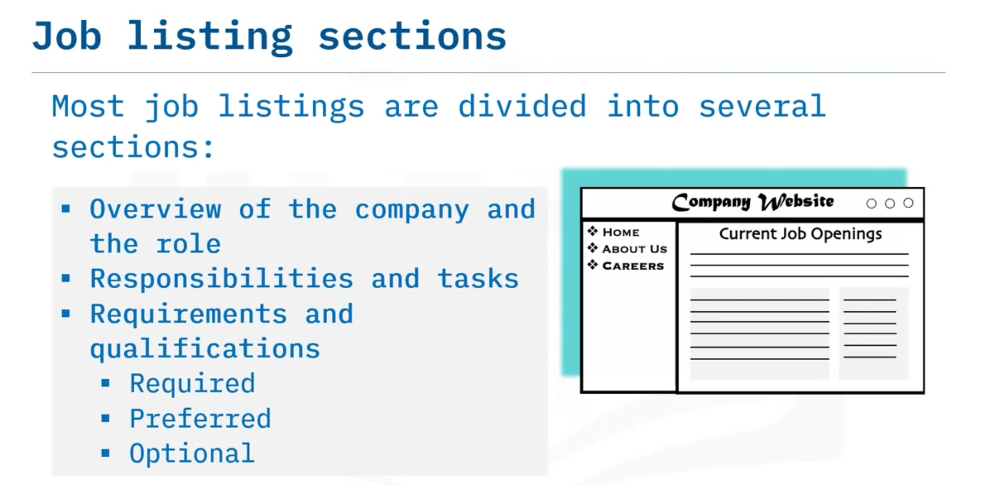 Job listing sections
Most job listings are divided into several
sections:
▪ Overview of the company and
the role
▪ Responsibilities and tasks
▪ Requirements and
qualifications
▪ Required
▪ Preferred
▪ Optional
Company Website
❖ HOME
❖ ABOUT US
❖ CAREERS
Current Job Openings